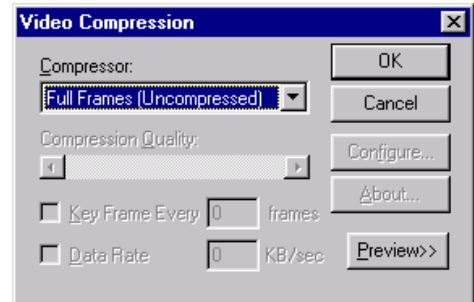 Video Compression
Compressor:
Full Frames (Uncompressed)
Compression Quality:
Key Frame Every 0 frames
Data Rate 0 KB/sec
OK
Cancel
Configure...
About...
Preview>>